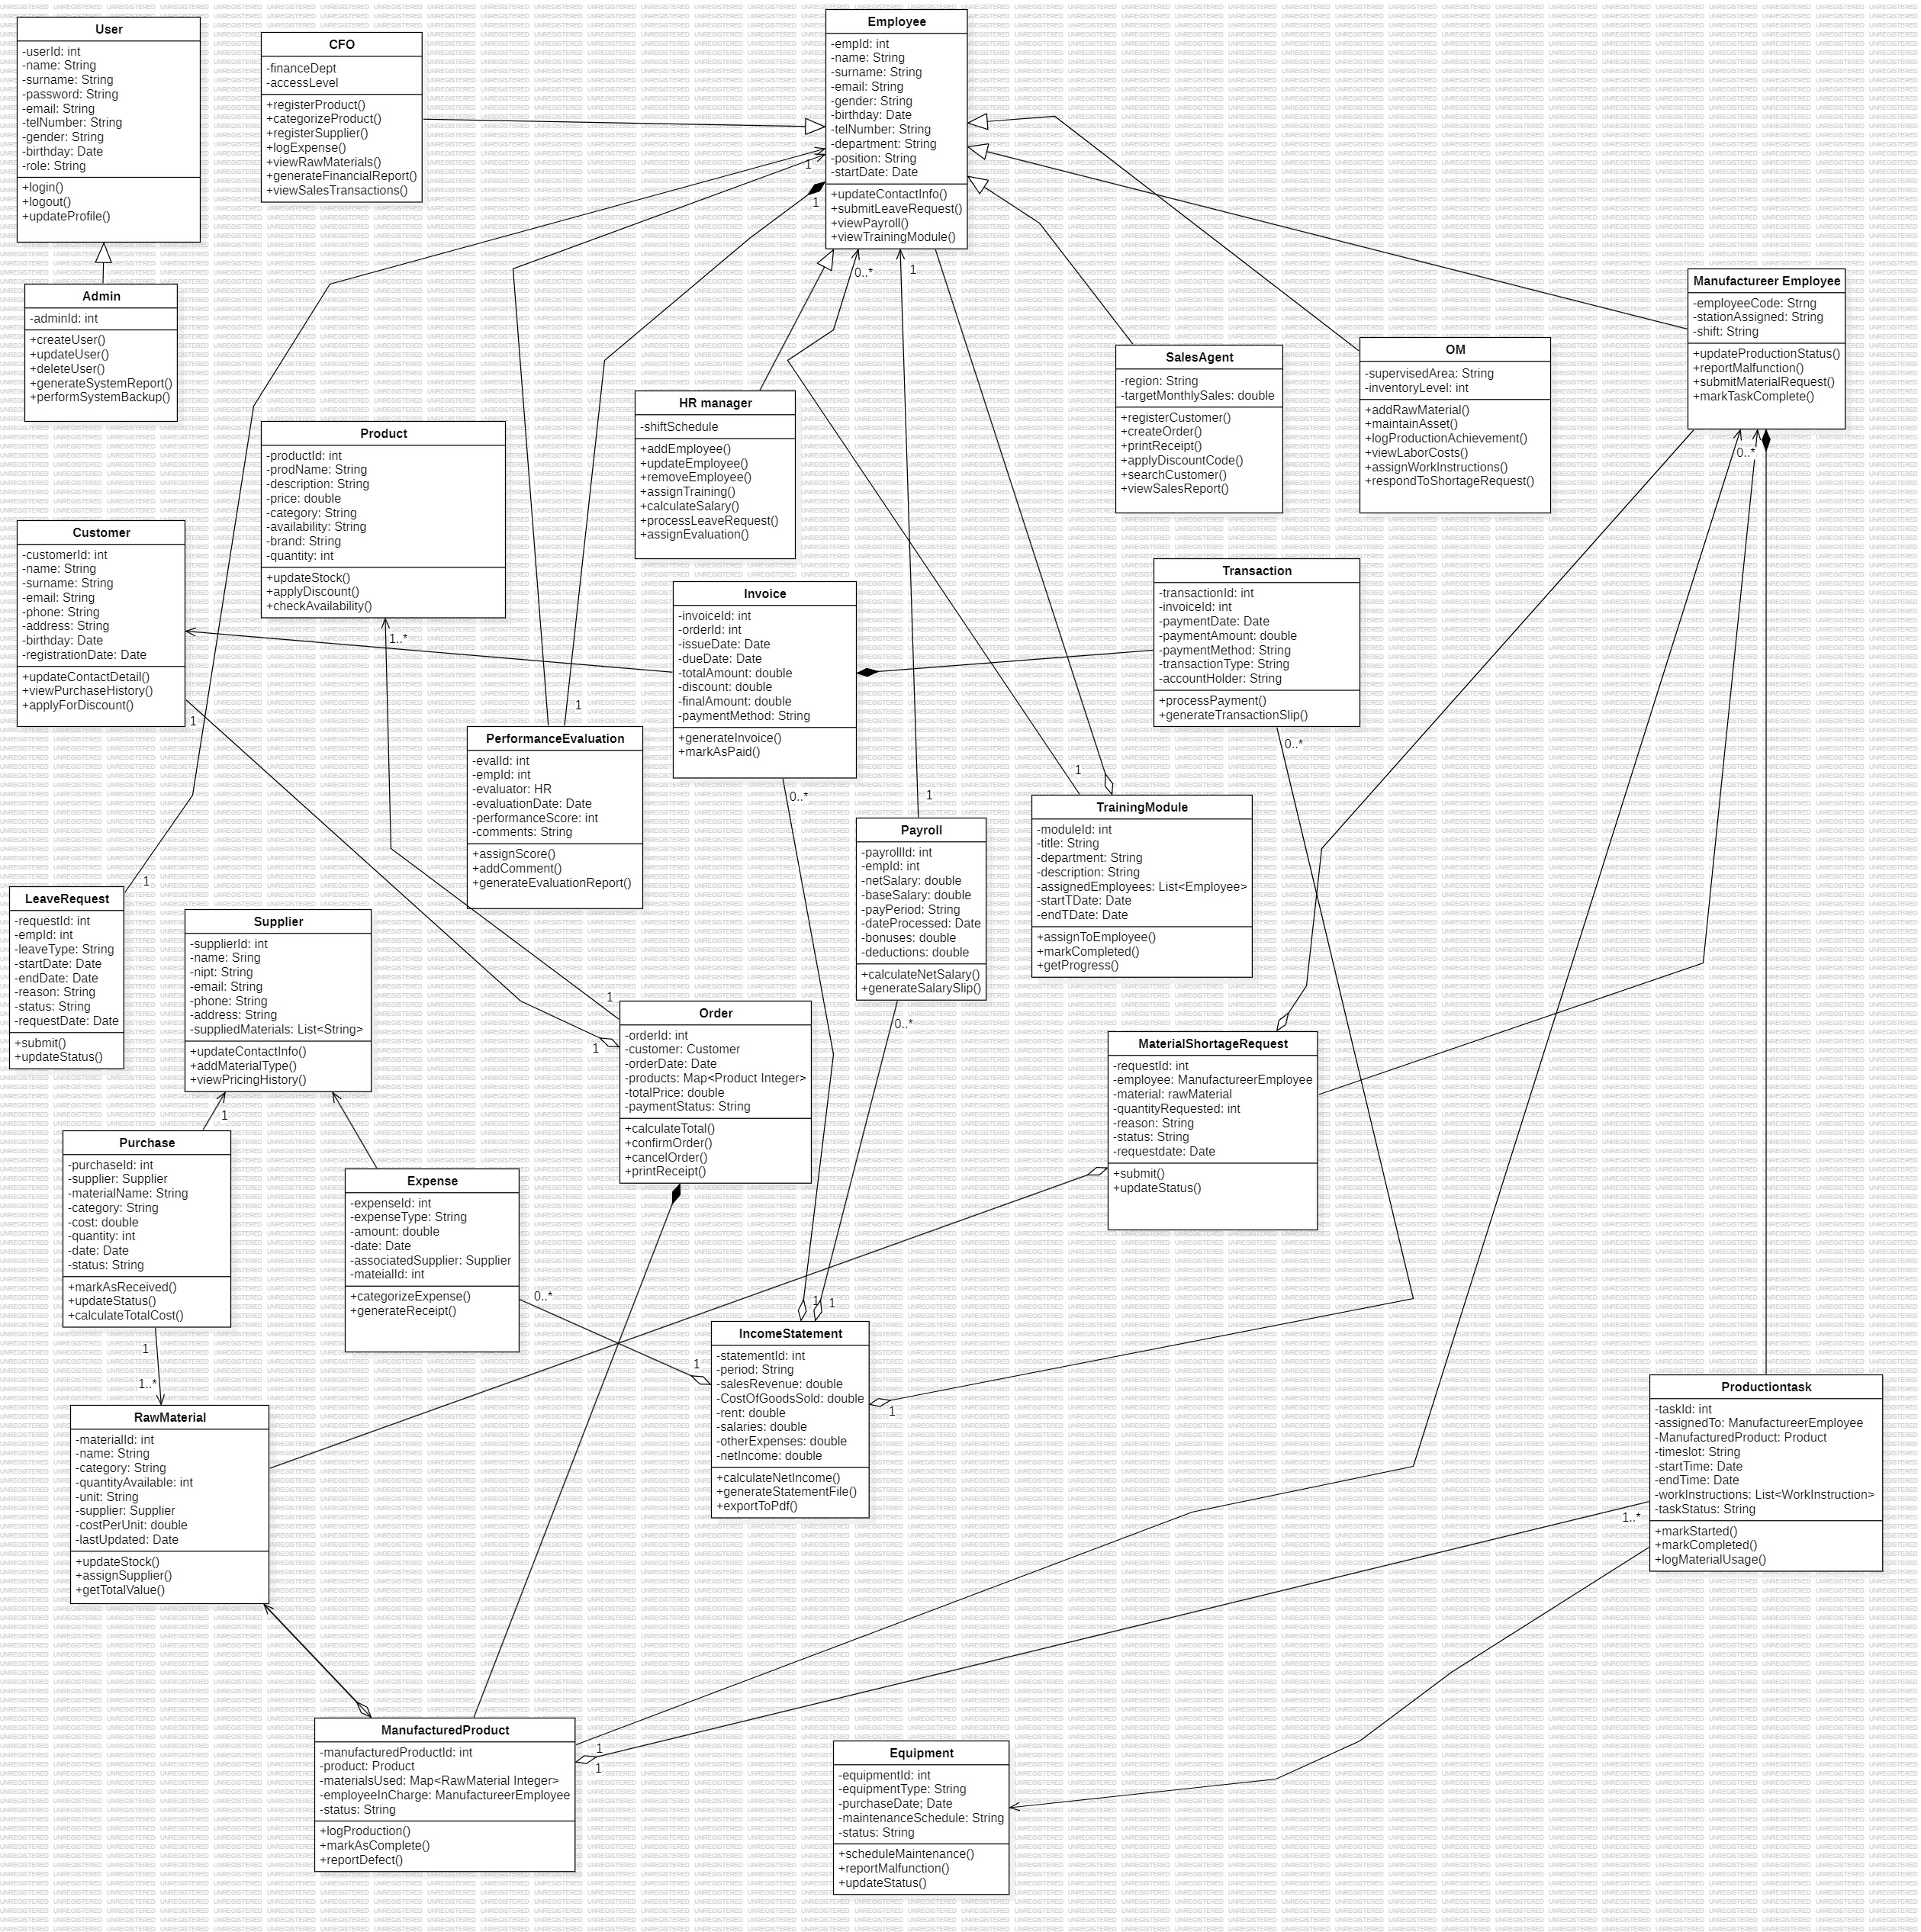 User
-userId: int
-name: String
-surname: String
-password: String
-email: String
-telNumber: String
-gender: String
-birthday: Date
-role: String
+login()
+logout()
+updateProfile()
CFO
-financeDept
-accessLevel
+registerProduct()
+categorizeProduct()
+registerSupplier()
+logExpense()
+viewRawMaterials()
+generateFinancialReport()
+viewSalesTransactions()
Employee
-empId: int
-name: String
-surname: String
-email: String
-gender: String
-birthday: Date
-telNumber: String
-department: String
-position: String
-startDate: Date
+updateContactInfo()
+submitLeaveRequest()
+viewPayroll()
+viewTrainingModule()
1
1
0..*
1
Admin
-adminId: int
+createUser()
+updateUser()
+deleteUser()
+generateSystemReport()
+performSystemBackup()
Manufactureer Employee
-employeeCode: Strng
-stationAssigned: String
-shift: String
+updateProductionStatus()
+reportMalfunction()
+submitMaterialRequest()
+markTaskComplete()
0..*
SalesAgent
-region: String
-targetMonthlySales: double
+registerCustomer()
+createOrder()
+printReceipt()
+applyDiscountCode()
+searchCustomer()
+viewSalesReport()
OM
-supervisedArea: String
-inventoryLevel: int
+addRawMaterial()
+maintainAsset()
+logProductionAchievement()
+viewLaborCosts()
+assignWorkInstructions()
+respondToShortageRequest()
HR manager
-shiftSchedule
+addEmployee()
+updateEmployee()
+removeEmployee()
+assignTraining()
+calculateSalary()
+processLeaveRequest()
+assignEvaluation()
Product
-productId: int
-prodName: String
-description: String
-price: double
-category: String
-availability: String
-brand: String
-quantity: int
+updateStock()
+applyDiscount()
+checkAvailability()
1..*
Customer
-customerId: int
-name: String
-surname: String
-email: String
-phone: String
-address: String
-birthday: Date
-registrationDate: Date
+updateContactDetail()
+viewPurchaseHistory()
+applyForDiscount()
1
Invoice
-invoiceId: int
-orderId: int
-issueDate: Date
-dueDate: Date
-totalAmount: double
-discount: double
-finalAmount: double
-paymentMethod: String
+generateInvoice()
+markAsPaid()
0..*
Transaction
-transactionId: int
-invoiceId: int
-paymentDate: Date
-paymentAmount: double
-paymentMethod: String
-transactionType: String
-accountHolder: String
+processPayment()
+generateTransactionSlip()
0..*
1
PerformanceEvaluation
-evalId: int
-empId: int
-evaluator: HR
-evaluationDate: Date
-performanceScore: int
-comments: String
+assignScore()
+addComment()
+generateEvaluationReport()
1
Payroll
-payrollId: int
-empId: int
-netSalary: double
-baseSalary: double
-payPeriod: String
-dateProcessed: Date
-bonuses: double
-deductions: double
+calculateNetSalary()
+generateSalarySlip()
0..*
1
TrainingModule
-moduleId: int
-title: String
-department: String
-description: String
-assignedEmployees: List<Employee>
-startTDate: Date
-endTDate: Date
+assignToEmployee()
+markCompleted()
+getProgress()
1
LeaveRequest
-requestId: int
-empId: int
-leaveType: String
-startDate: Date
-endDate: Date
-reason: String
-status: String
-requestDate: Date
+submit()
+updateStatus()
Supplier
-supplierId: int
-name: Sring
-nipt: String
-email: String
-phone: String
-address: String
-suppliedMaterials: List<String>
+updateContactInfo()
+addMaterialType()
+viewPricingHistory()
1
1
1
Order
-orderId: int
-customer: Customer
-orderDate: Date
-products: Map<Product Integer>
-totalPrice: double
-paymentStatus: String
+calculateTotal()
+confirmOrder()
+cancelOrder()
+printReceipt()
MaterialShortageRequest
-requestId: int
-employee: ManufactureerEmployee
-material: rawMaterial
-quantityRequested: int
-reason: String
-status: String
-requestdate: Date
+submit()
+updateStatus()
Purchase
-purchaseId: int
-supplier: Supplier
-materialName: String
-category: String
-cost: double
-quantity: int
-date: Date
-status: String
+markAsReceived()
+updateStatus()
+calculateTotalCost()
1
1..*
Expense
-expenseId: int
-expenseType: String
-amount: double
-date: Date
-associatedSupplier: Supplier
-mateialId: int
+categorizeExpense()
+generateReceipt()
0..*
1
1
1
1
IncomeStatement
-statementId: int
-period: String
-salesRevenue: double
-CostOfGoodsSold: double
-rent: double
-salaries: double
-otherExpenses: double
-netIncome: double
+calculateNetIncome()
+generateStatementFile()
+exportToPdf()
RawMaterial
-materialId: int
-name: String
-category: String
-quantityAvailable: int
-unit: String
-supplier: Supplier
-costPerUnit: double
-lastUpdated: Date
+updateStock()
+assignSupplier()
+getTotalValue()
Productiontask
-taskId: int
-assignedTo: ManufactureerEmployee
-ManufacturedProduct: Product
-timeslot: String
-startTime: Date
-endTime: Date
-workInstructions: List<WorkInstruction>
-taskStatus: String
+markStarted()
+markCompleted()
+logMaterialUsage()
1..*
ManufacturedProduct
-manufacturedProductId: int
-product: Product
-materialsUsed: Map<RawMaterial Integer>
-employeeInCharge: ManufactureerEmployee
-status: String
+logProduction()
+markAsComplete()
+reportDefect()
1
1
Equipment
-equipmentId: int
-equipmentType: String
-purchaseDate; Date
-maintenanceSchedule: String
-status: String
+scheduleMaintenance()
+reportMalfunction()
+updateStatus()
UNREGISTERED